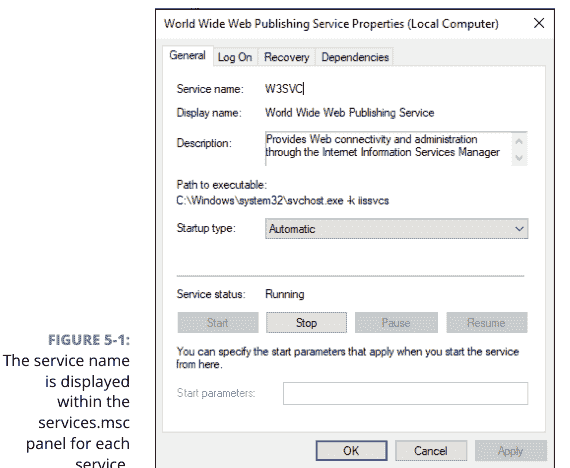 World Wide Web Publishing Service Properties (Local Computer)
General Log On Recovery Dependencies
Service name: W3SVC
Display name: World Wide Web Publishing Service
Description: Provides Web connectivity and administration
through the Internet Information Services Manager
Path to executable:
C:\Windows\system32\svchost.exe -k iissvcs
Startup type: Automatic
Service status: Running
Start Stop Pause Resume
You can specify the start parameters that apply when you start the service
from here.
Start parameters:
OK Cancel Apply
FIGURE 5-1:
The service name
is displayed
within the
services.msc
panel for each
service.